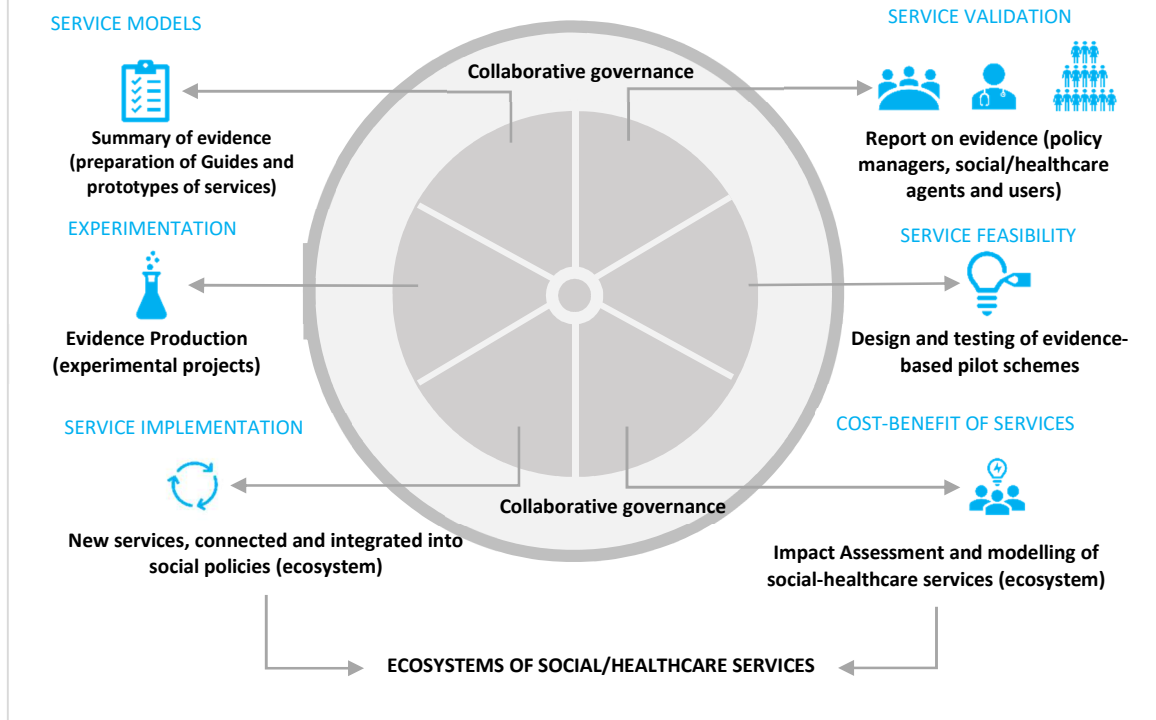 SERVICE MODELS
SERVICE VALIDATION
Collaborative governance
Summary of evidence
(preparation of Guides and
prototypes of services)
Report on evidence (policy
managers, social/healthcare
agents and users)
EXPERIMENTATION
SERVICE FEASIBILITY
Evidence Production
(experimental projects)
Design and testing of evidence-
based pilot schemes
SERVICE IMPLEMENTATION
COST-BENEFIT OF SERVICES
Collaborative governance
New services, connected and integrated into
social policies (ecosystem)
Impact Assessment and modelling of
social-healthcare services (ecosystem)
ECOSYSTEMS OF SOCIAL/HEALTHCARE SERVICES